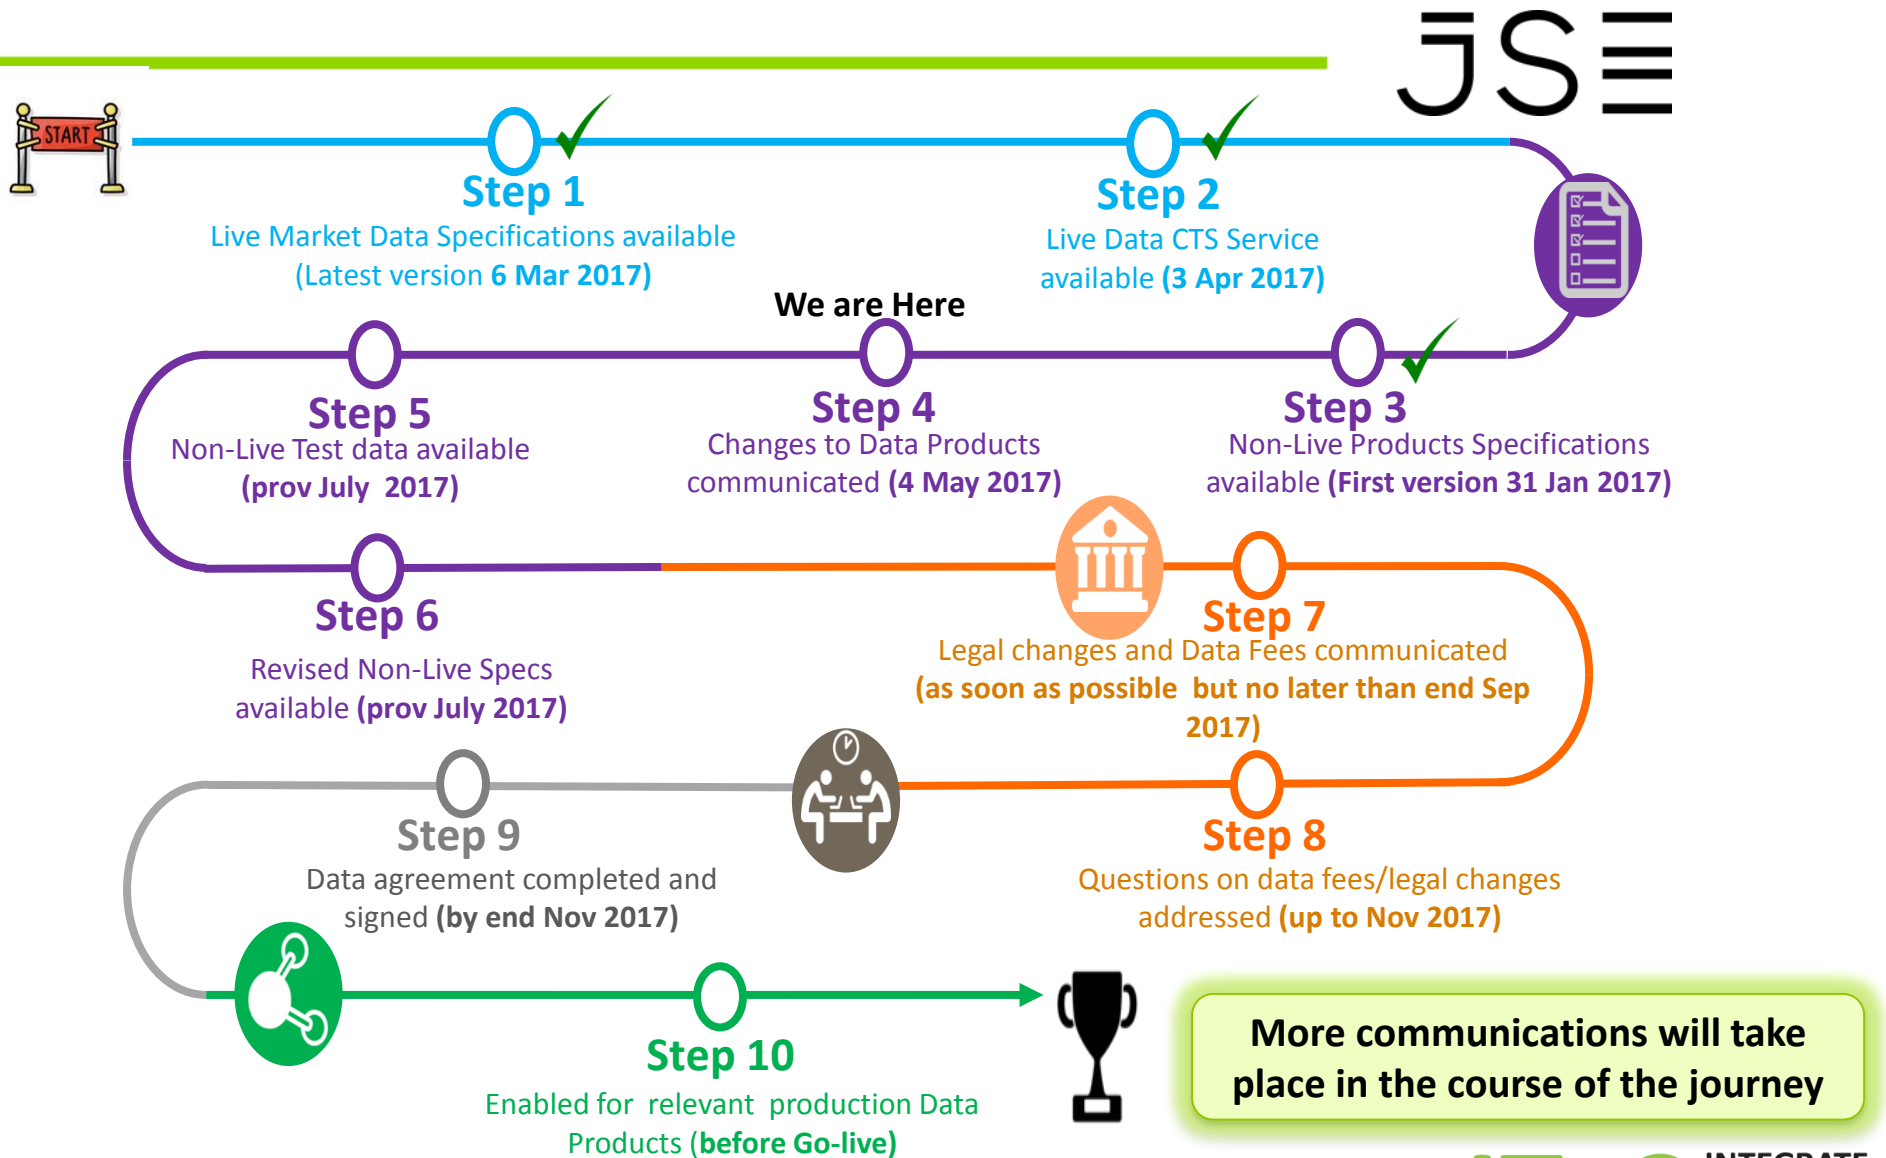 JSE
START
Step 1
Live Market Data Specifications available
(Latest version 6 Mar 2017)
Step 2
Live Data CTS Service
available (3 Apr 2017)
We are Here
Step 5
Non-Live Test data available
(prov July 2017)
Step 4
Changes to Data Products
communicated (4 May 2017)
Step 3
Non-Live Products Specifications
available (First version 31 Jan 2017)
Step 6
Revised Non-Live Specs
available (prov July 2017)
Step 7
Legal changes and Data Fees communicated
(as soon as possible but no later than end Sep
2017)
Step 9
Data agreement completed and
signed (by end Nov 2017)
Step 8
Questions on data fees/legal changes
addressed (up to Nov 2017)
Step 10
Enabled for relevant production Data
Products (before Go-live)
More communications will take
place in the course of the journey
INTEGRATE